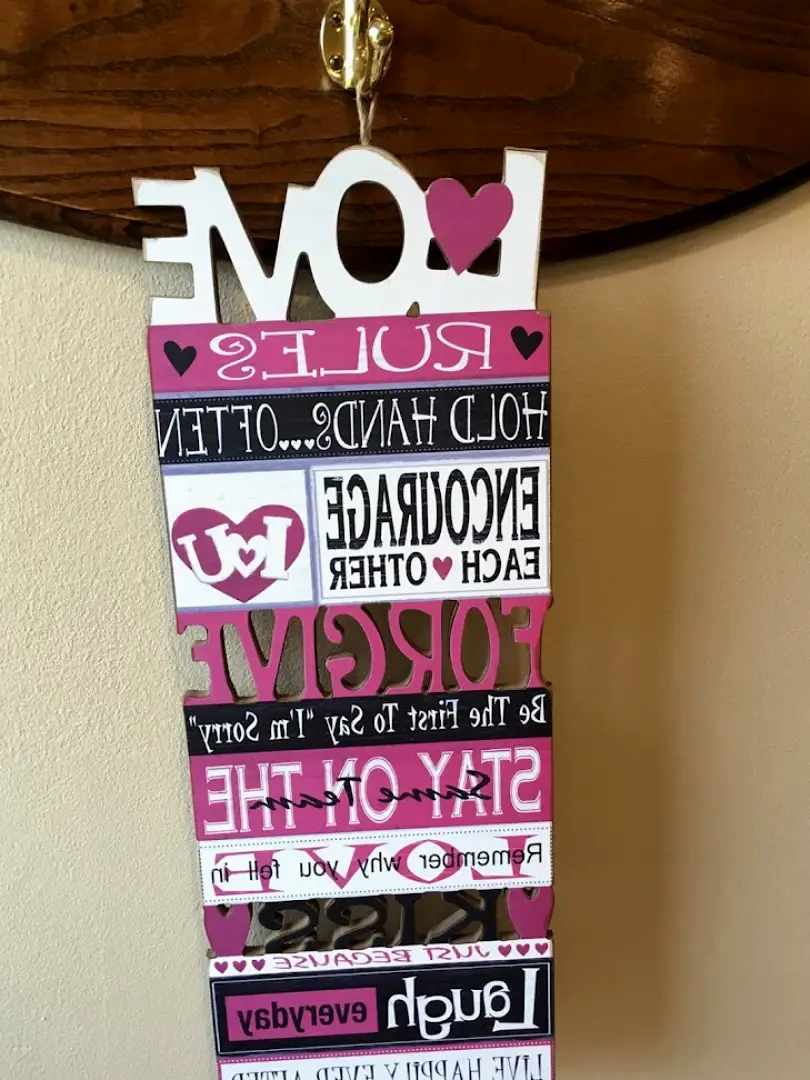 LOVE
RULES
HOLD HANDS...OFTEN
I ♥ U
ENCOURAGE
EACH ♥ OTHER
FORGIVE
Be The First To Say "I'm Sorry"
STAY ON THE
Same Team
Remember why you fell in
LOVE
KISS
JUST BECAUSE
Laugh everyday
LIVE HAPPILY EVER AFTER